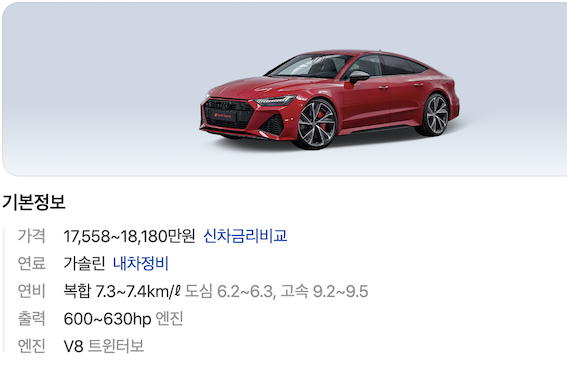 기본정보
가격 17,558~18,180만원 신차금리비교
연료 가솔린 내차정비
연비 복합 7.3~7.4km/ℓ 도심 6.2~6.3, 고속 9.2~9.5
출력 600~630hp 엔진
엔진 V8 트윈터보